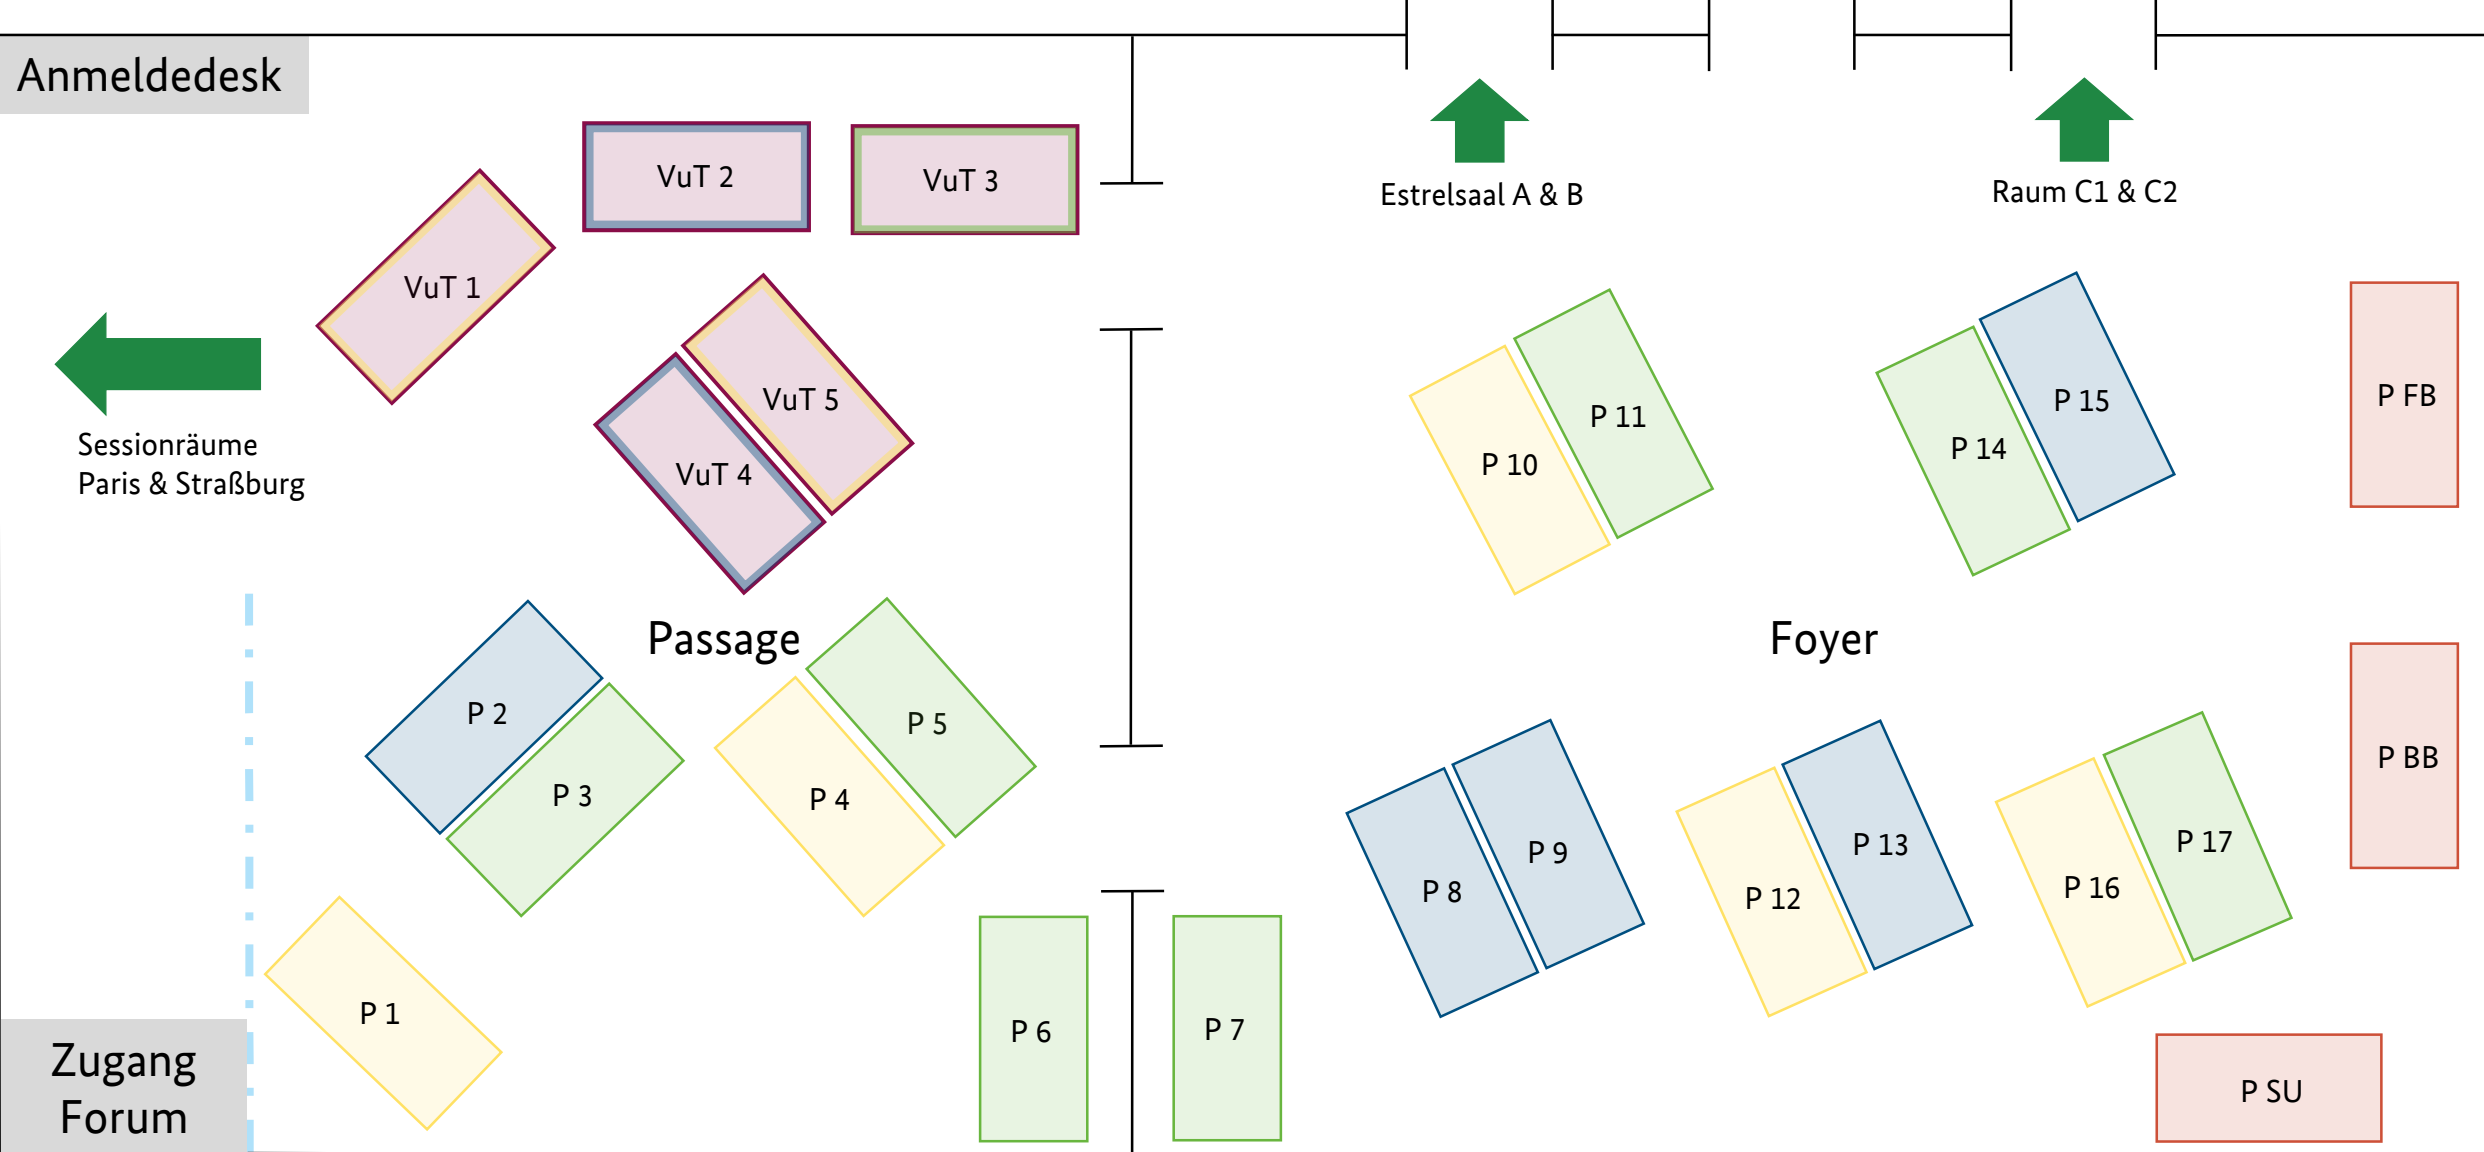 Anmeldedesk
VuT 1
VuT 2
VuT 3
VuT 4
VuT 5
Sessionräume
Paris & Straßburg
Passage
P 1
P 2
P 3
P 4
P 5
P 6
Zugang
Forum
Estrelsaal A & B
Raum C1 & C2
Foyer
P 7
P 8
P 9
P 10
P 11
P 12
P 13
P 14
P 15
P 16
P 17
P FB
P BB
P SU